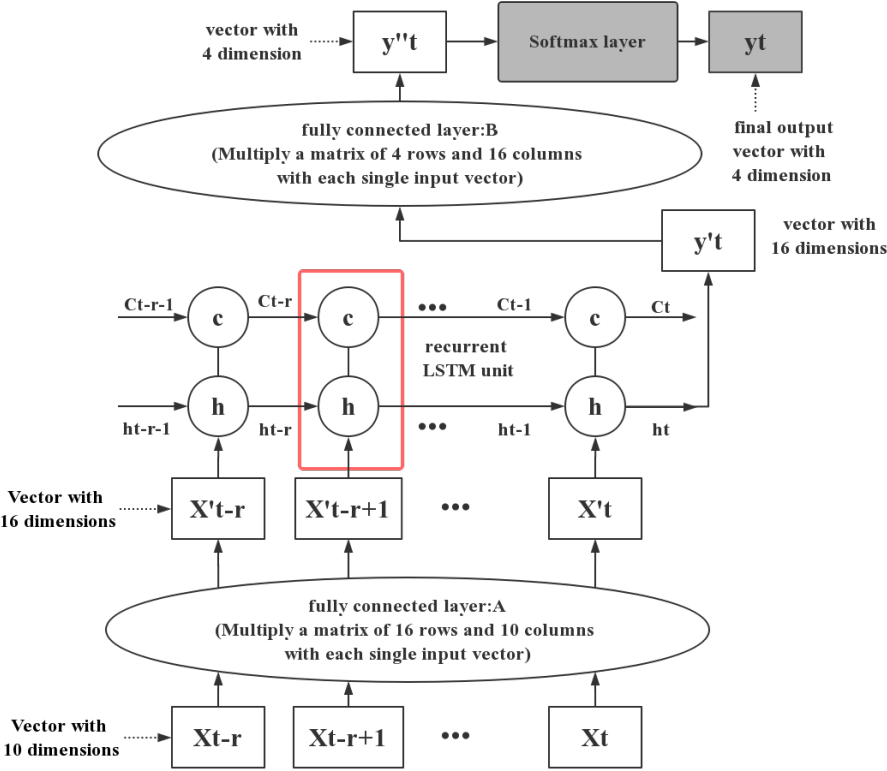 vector with
4 dimension
y''t
Softmax layer
yt
fully connected layer:B
(Multiply a matrix of 4 rows and 16 columns
with each single input vector)
final output
vector with
4 dimension
y't
vector with
16 dimensions
Ct-r-1
c
Ct-r
c
•••
Ct-1
c
Ct
recurrent
LSTM unit
ht-r-1
h
ht-r
h
•••
ht-1
h
ht
Vector with
16 dimensions
X't-r
X't-r+1
•••
X't
fully connected layer:A
(Multiply a matrix of 16 rows and 10 columns
with each single input vector)
Vector with
10 dimensions
Xt-r
Xt-r+1
•••
Xt